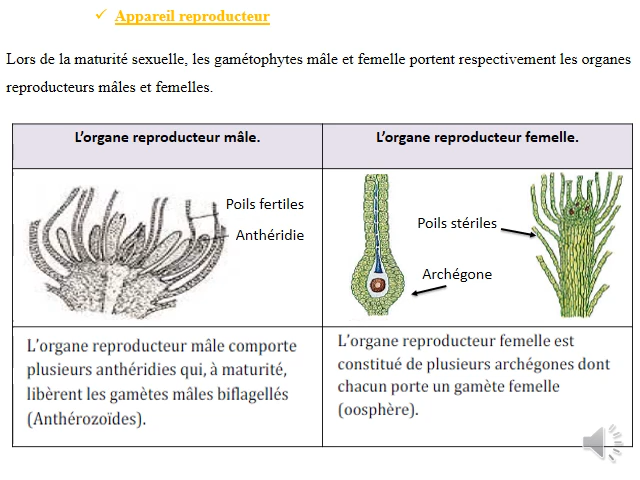 Appareil reproducteur
Lors de la maturité sexuelle, les gamétophytes mâle et femelle portent respectivement les organes
reproducteurs mâles et femelles.
L'organe reproducteur mâle.
L'organe reproducteur femelle.
Poils fertiles
Anthéridie
Poils stériles
Archégone
L'organe reproducteur mâle comporte
plusieurs anthéridies qui, à maturité,
libèrent les gamètes mâles biflagellés
(Anthérozoïdes).
L'organe reproducteur femelle est
constitué de plusieurs archégones dont
chacun porte un gamète femelle
(oosphère).